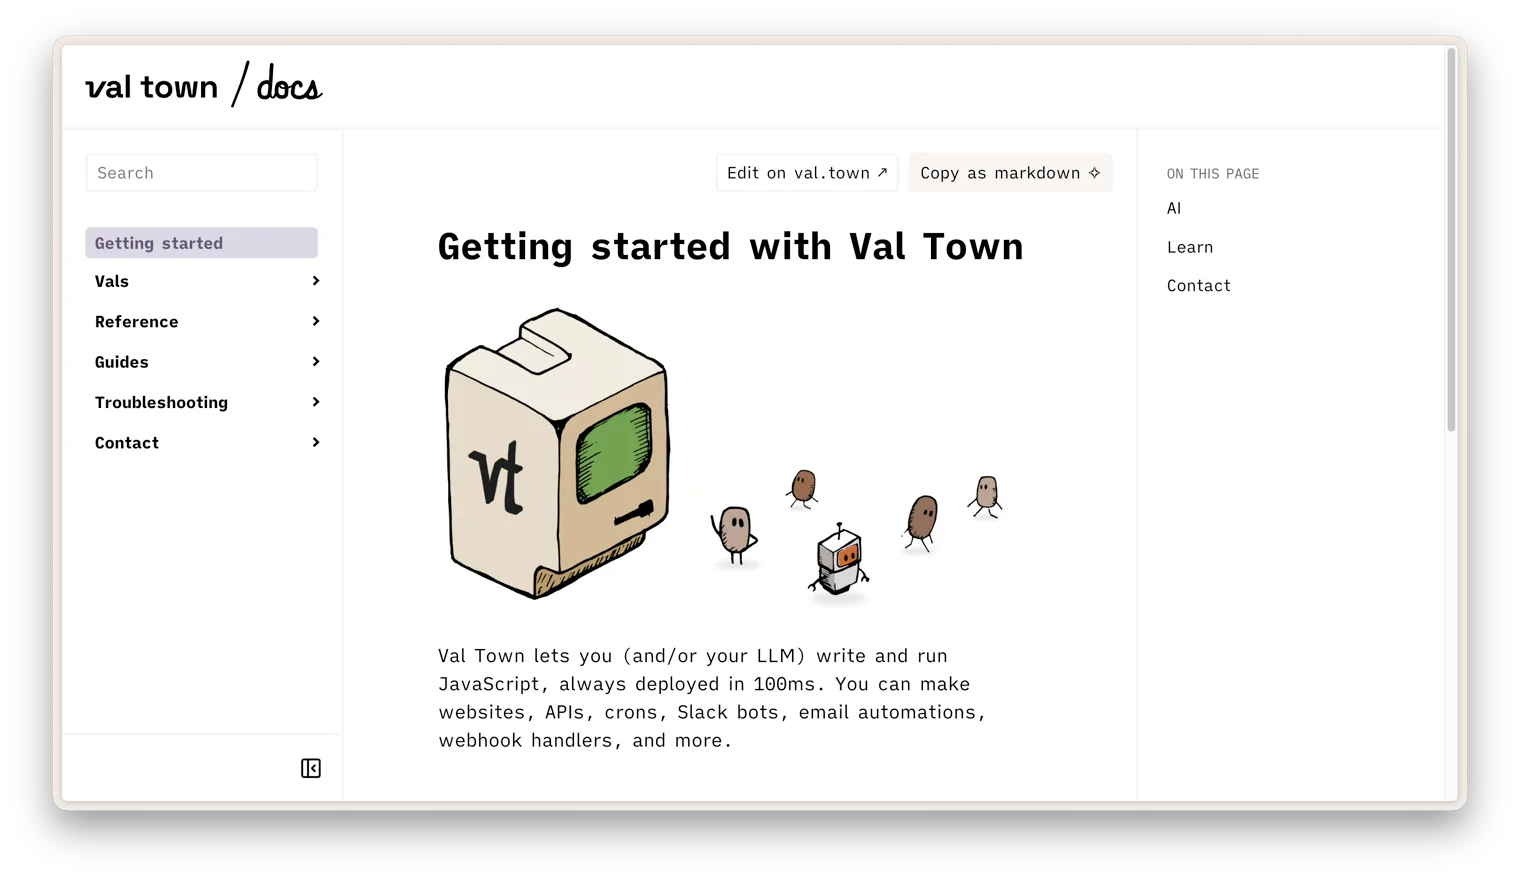 val town / docs
Search
Getting started
Vals
Reference
Guides
Troubleshooting
Contact
Edit on val.town ↗
Copy as markdown ✧
Getting started with Val Town
vt
Val Town lets you (and/or your LLM) write and run
JavaScript, always deployed in 100ms. You can make
websites, APIs, crons, Slack bots, email automations,
webhook handlers, and more.
ON THIS PAGE
AI
Learn
Contact